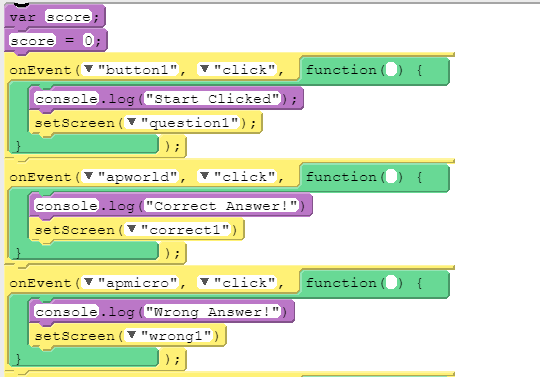 var score;
score = 0;
onEvent( ▼ "button1", ▼ "click", function( ) {
console.log("Start Clicked");
setScreen( ▼ "question1");
} );
onEvent( ▼ "apworld", ▼ "click", function( ) {
console.log("Correct Answer!")
setScreen( ▼ "correct1")
} );
onEvent( ▼ "apmicro", ▼ "click", function( ) {
console.log("Wrong Answer!")
setScreen( ▼ "wrong1")
} );